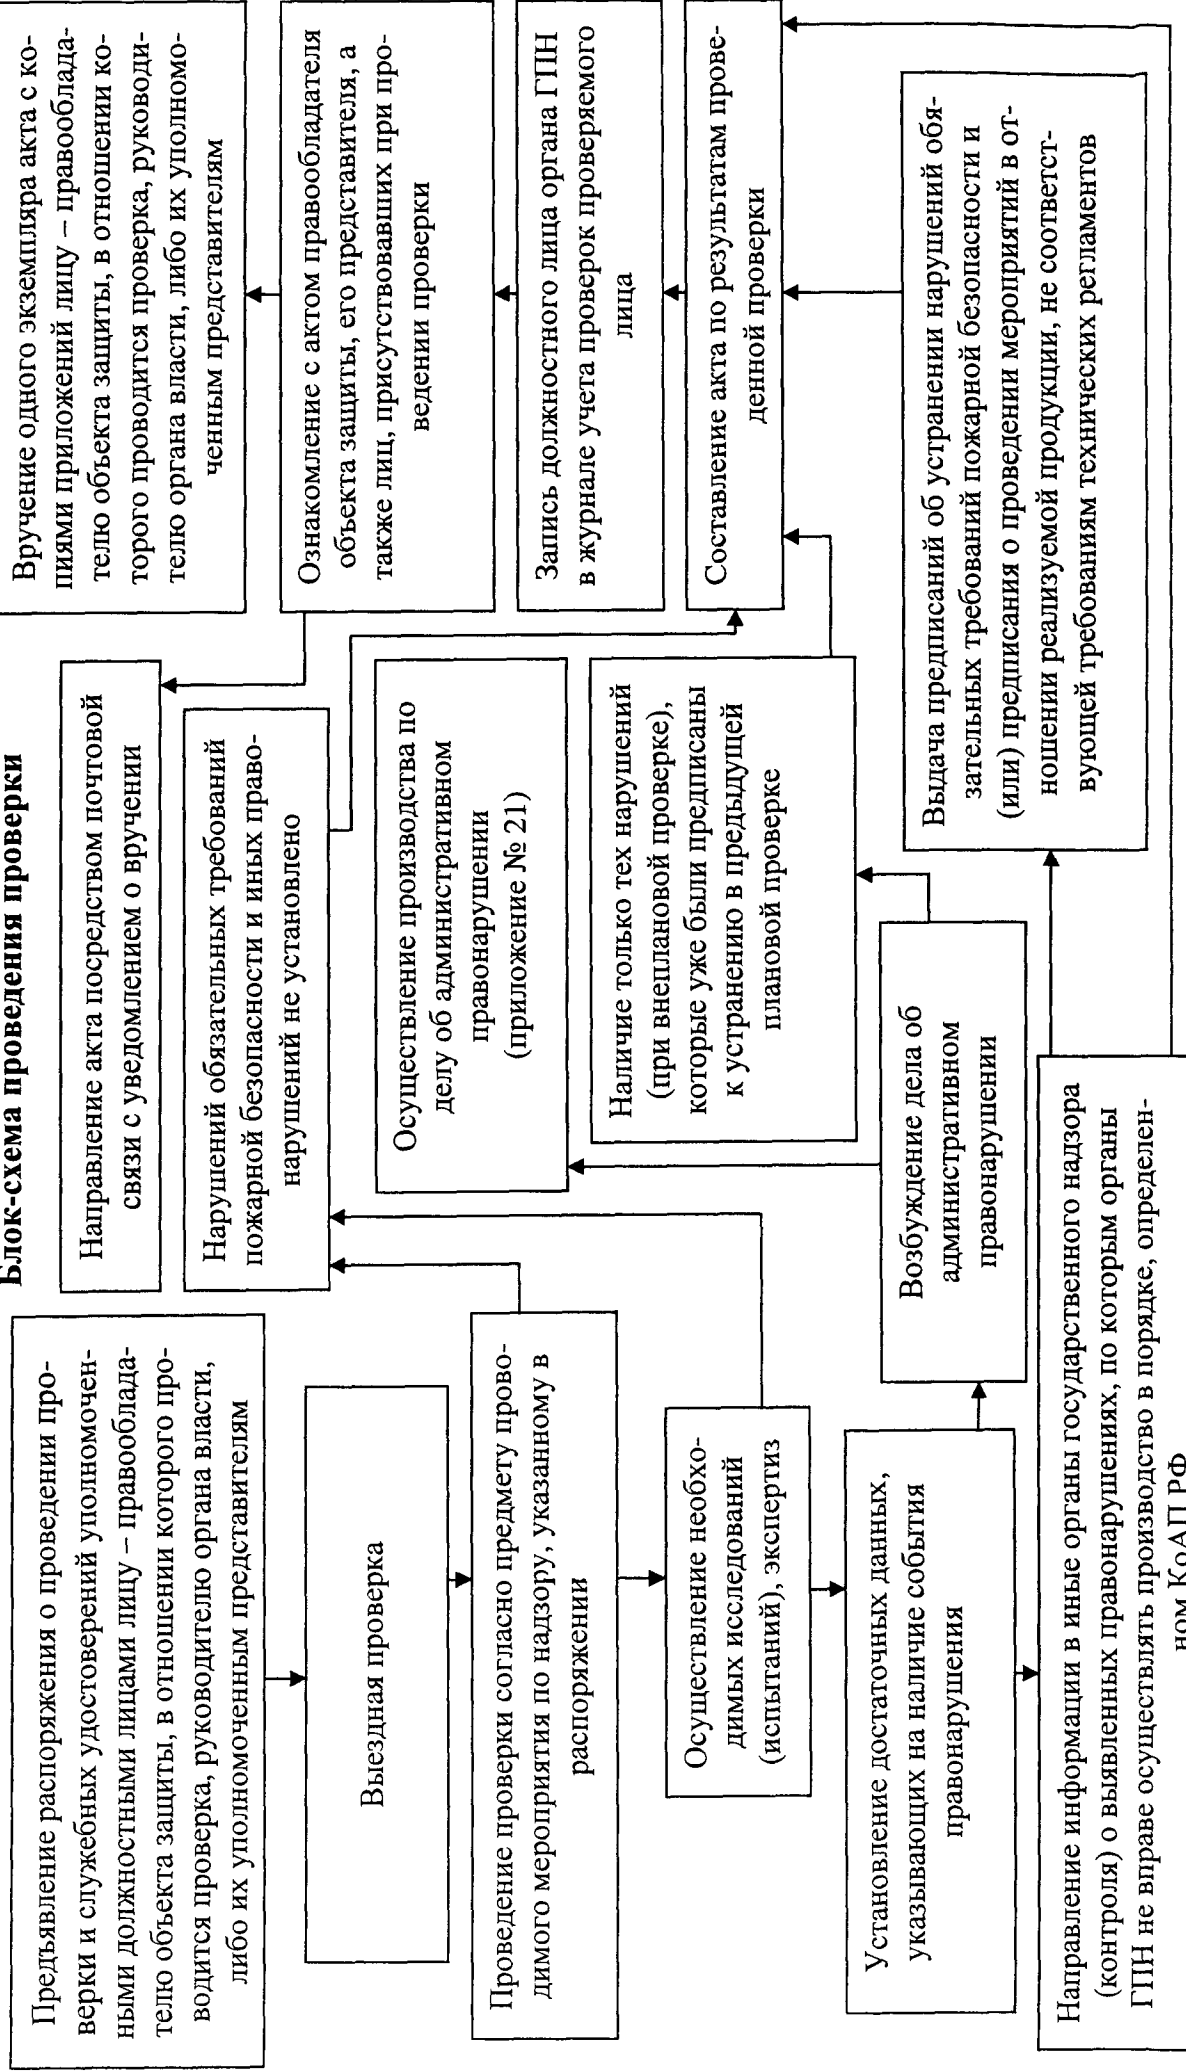 Блок-схема проведения проверки
Предъявление распоряжения о проведении про-
верки и служебных удостоверений уполномочен-
ными должностными лицами лицу – правооблада-
телю объекта защиты, в отношении которого про-
водится проверка, руководителю органа власти,
либо их уполномоченным представителям
Выездная проверка
Проведение проверки согласно предмету прово-
димого мероприятия по надзору, указанному в
распоряжении
Осуществление необхо-
димых исследований
(испытаний), экспертиз
Установление достаточных данных,
указывающих на наличие события
правонарушения
Направление информации в иные органы государственного надзора
(контроля) о выявленных правонарушениях, по которым органы
ГПН не вправе осуществлять производство в порядке, определен-
ном КоАП РФ
Направление акта посредством почтовой
связи с уведомлением о вручении
Нарушений обязательных требований
пожарной безопасности и иных право-
нарушений не установлено
Осуществление производства по
делу об административном
правонарушении
(приложение № 21)
Наличие только тех нарушений
(при внеплановой проверке),
которые уже были предписаны
к устранению в предыдущей
плановой проверке
Возбуждение дела об
административном
правонарушении
Вручение одного экземпляра акта с ко-
пиями приложений лицу – правооблада-
телю объекта защиты, в отношении ко-
торого проводится проверка, руководи-
телю органа власти, либо их уполномо-
ченным представителям
Ознакомление с актом правообладателя
объекта защиты, его представителя, а
также лиц, присутствовавших при про-
ведении проверки
Запись должностного лица органа ГПН
в журнале учета проверок проверяемого
лица
Составление акта по результатам прове-
денной проверки
Выдача предписаний об устранении нарушений обя-
зательных требований пожарной безопасности и
(или) предписания о проведении мероприятий в от-
ношении реализуемой продукции, не соответст-
вующей требованиям технических регламентов